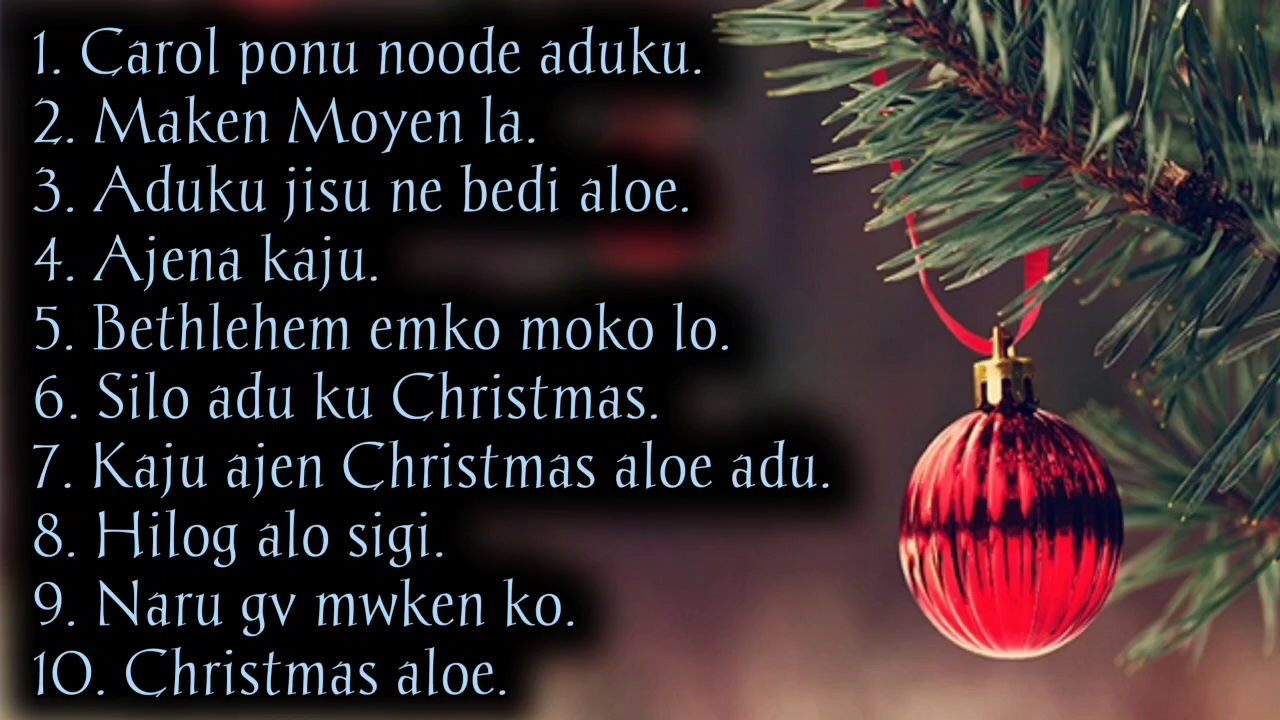 1. Carol ponu noode aduku.
2. Maken Moyen la.
3. Aduku jisu ne bedi aloe.
4. Ajena kaju.
5. Bethlehem emko moko lo.
6. Silo adu ku Christmas.
7. Kaju ajen Christmas aloe adu.
8. Hilog alo sigi.
9. Naru gv mwken ko.
10. Christmas aloe.